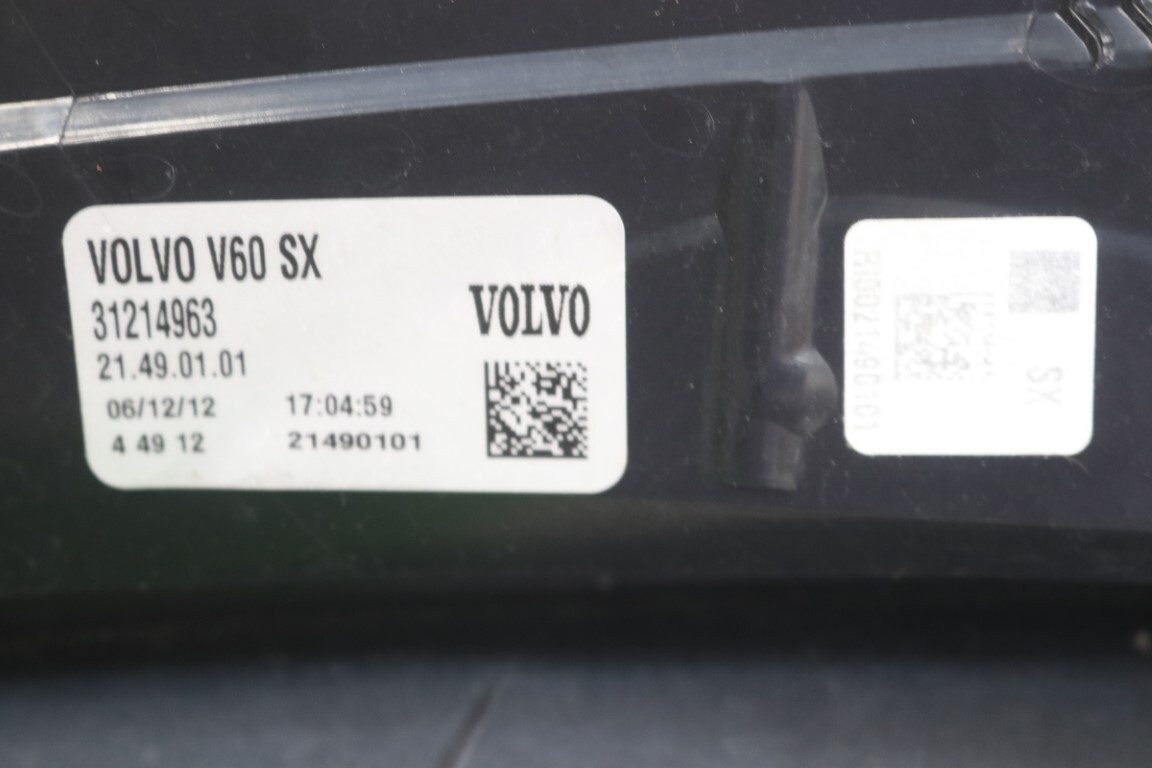 VOLVO V60 SX
31214963
21.49.01.01
06/12/12 17:04:59
4 49 12 21490101
VOLVO
SX